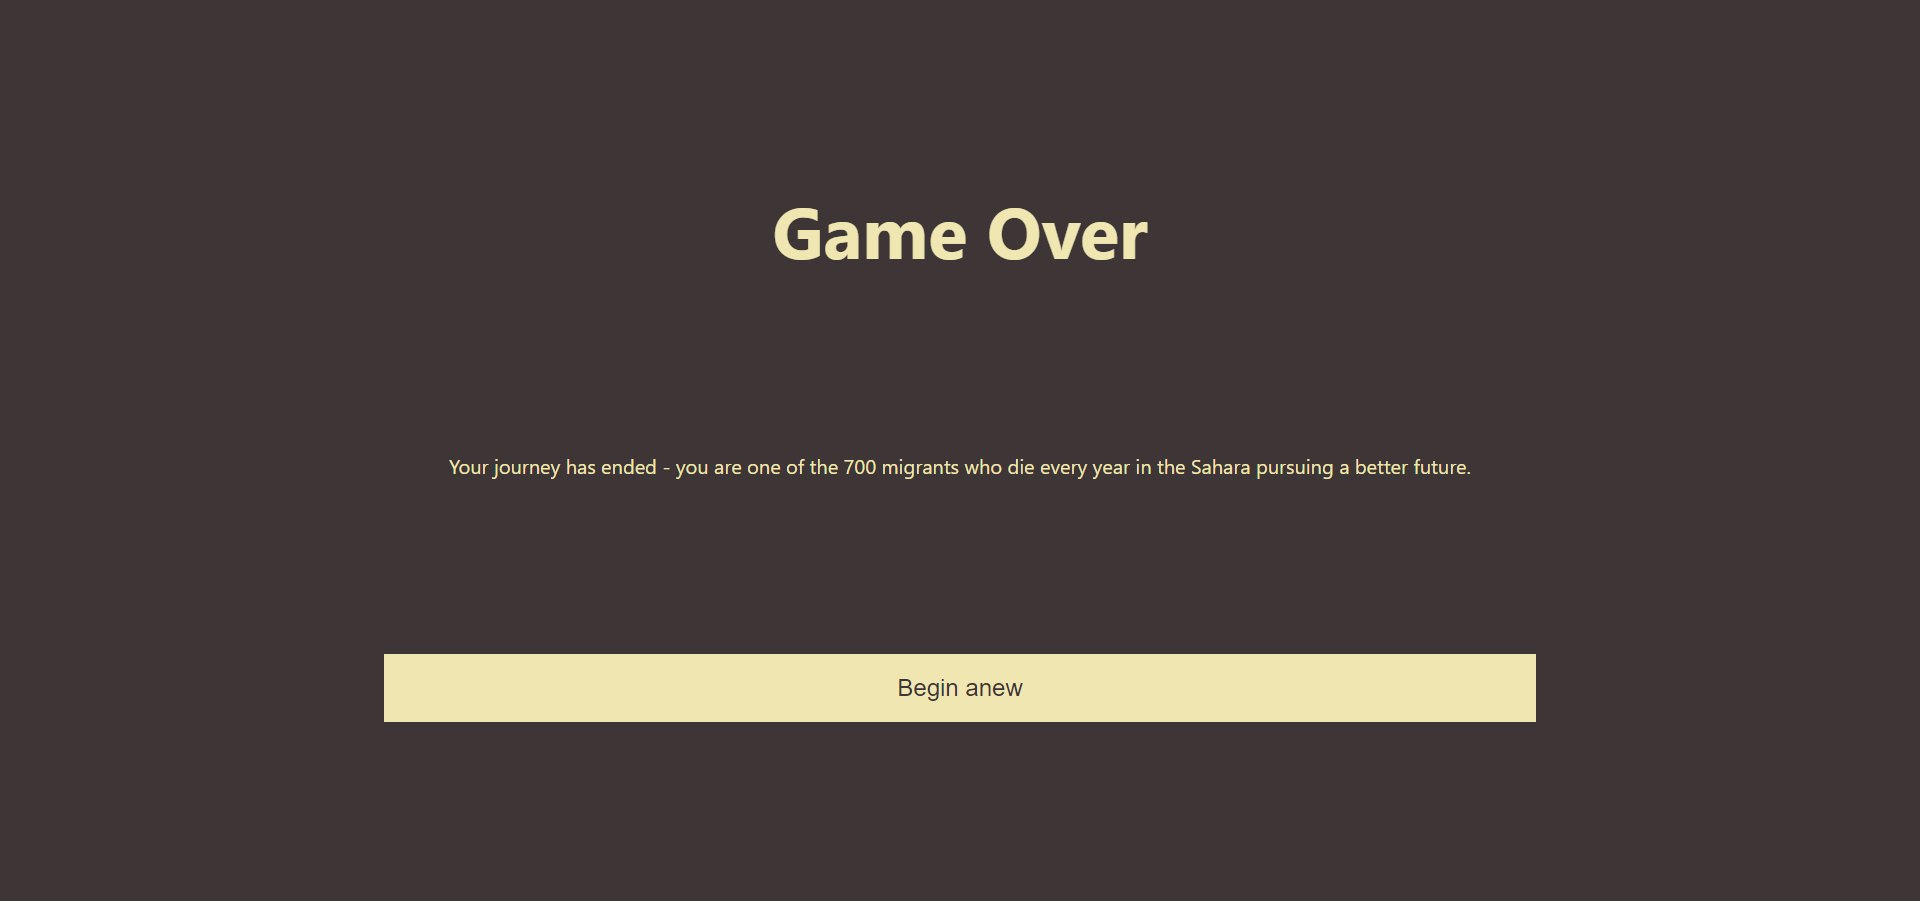 Game Over
Your journey has ended - you are one of the 700 migrants who die every year in the Sahara pursuing a better future.
Begin anew